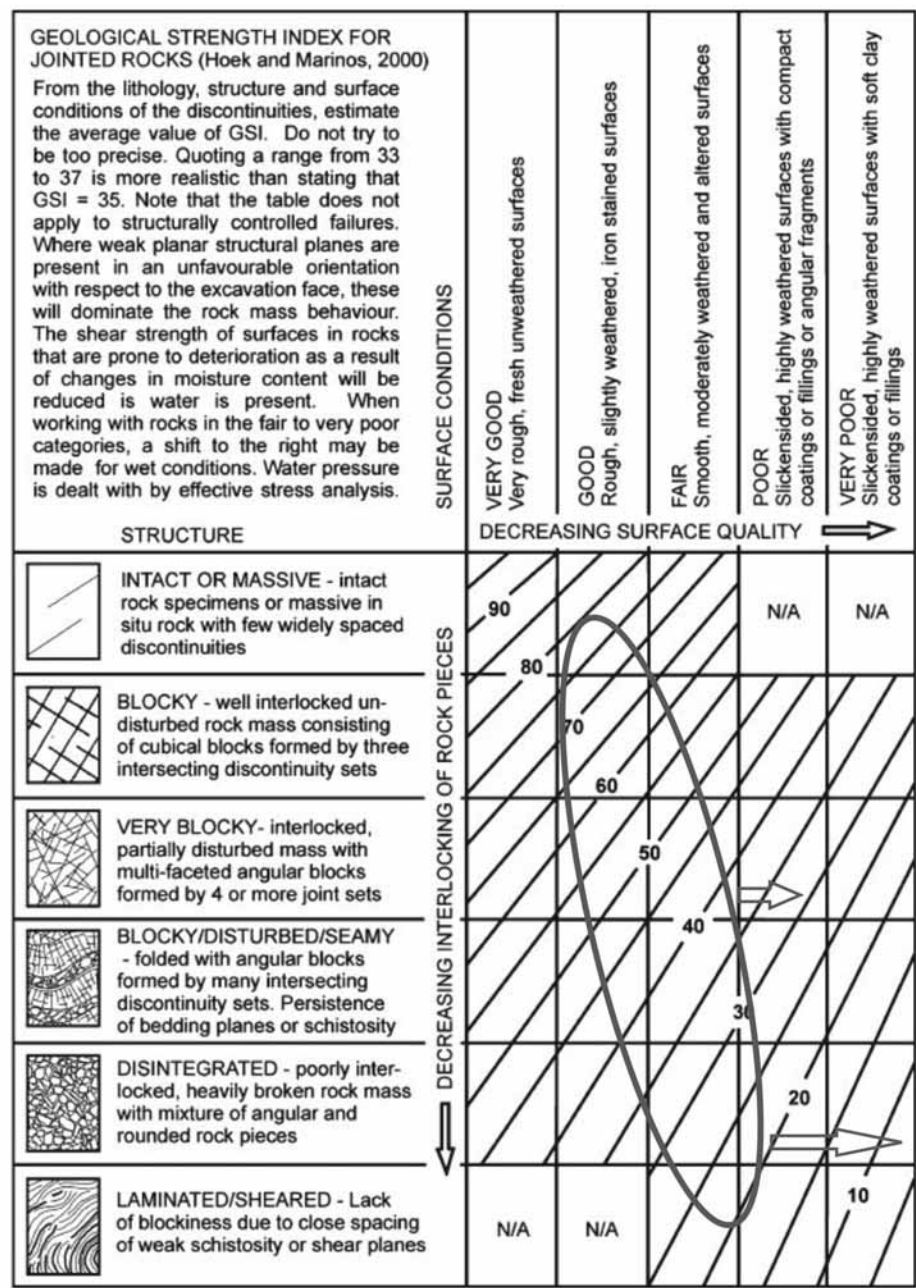 GEOLOGICAL STRENGTH INDEX FOR
JOINTED ROCKS (Hoek and Marinos, 2000)
From the lithology, structure and surface
conditions of the discontinuities, estimate
the average value of GSI. Do not try to
be too precise. Quoting a range from 33
to 37 is more realistic than stating that
GSI = 35. Note that the table does not
apply to structurally controlled failures.
Where weak planar structural planes are
present in an unfavourable orientation
with respect to the excavation face, these
will dominate the rock mass behaviour.
The shear strength of surfaces in rocks
that are prone to deterioration as a result
of changes in moisture content will be
reduced is water is present. When
working with rocks in the fair to very poor
categories, a shift to the right may be
made for wet conditions. Water pressure
is dealt with by effective stress analysis.
STRUCTURE
SURFACE CONDITIONS
VERY GOOD
Very rough, fresh unweathered surfaces
GOOD
Rough, slightly weathered, iron stained surfaces
FAIR
Smooth, moderately weathered and altered surfaces
POOR
Slickensided, highly weathered surfaces with compact
coatings or fillings or angular fragments
VERY POOR
Slickensided, highly weathered surfaces with soft clay
coatings or fillings
DECREASING SURFACE QUALITY
DECREASING INTERLOCKING OF ROCK PIECES
INTACT OR MASSIVE - intact
rock specimens or massive in
situ rock with few widely spaced
discontinuities
90
80
N/A
N/A
BLOCKY - well interlocked un-
disturbed rock mass consisting
of cubical blocks formed by three
intersecting discontinuity sets
70
60
VERY BLOCKY- interlocked,
partially disturbed mass with
multi-faceted angular blocks
formed by 4 or more joint sets
50
BLOCKY/DISTURBED/SEAMY
- folded with angular blocks
formed by many intersecting
discontinuity sets. Persistence
of bedding planes or schistosity
40
30
DISINTEGRATED - poorly inter-
locked, heavily broken rock mass
with mixture of angular and
rounded rock pieces
20
LAMINATED/SHEARED - Lack
of blockiness due to close spacing
of weak schistosity or shear planes
N/A
N/A
10